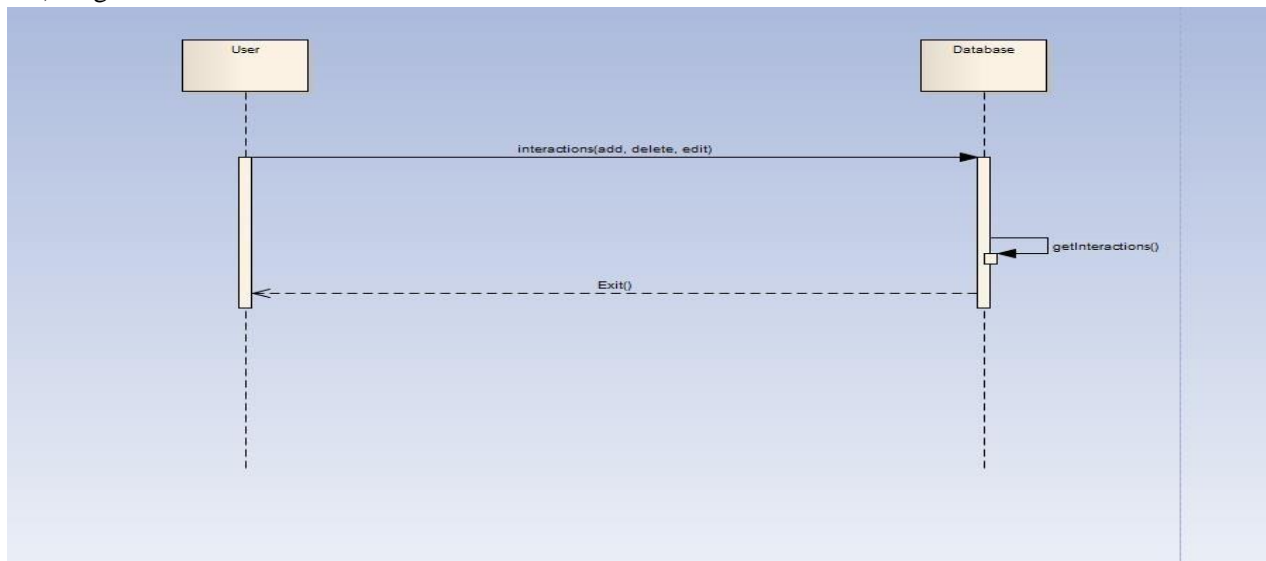 User
Database
interactions(add, delete, edit)
getInteractions()
Exit()